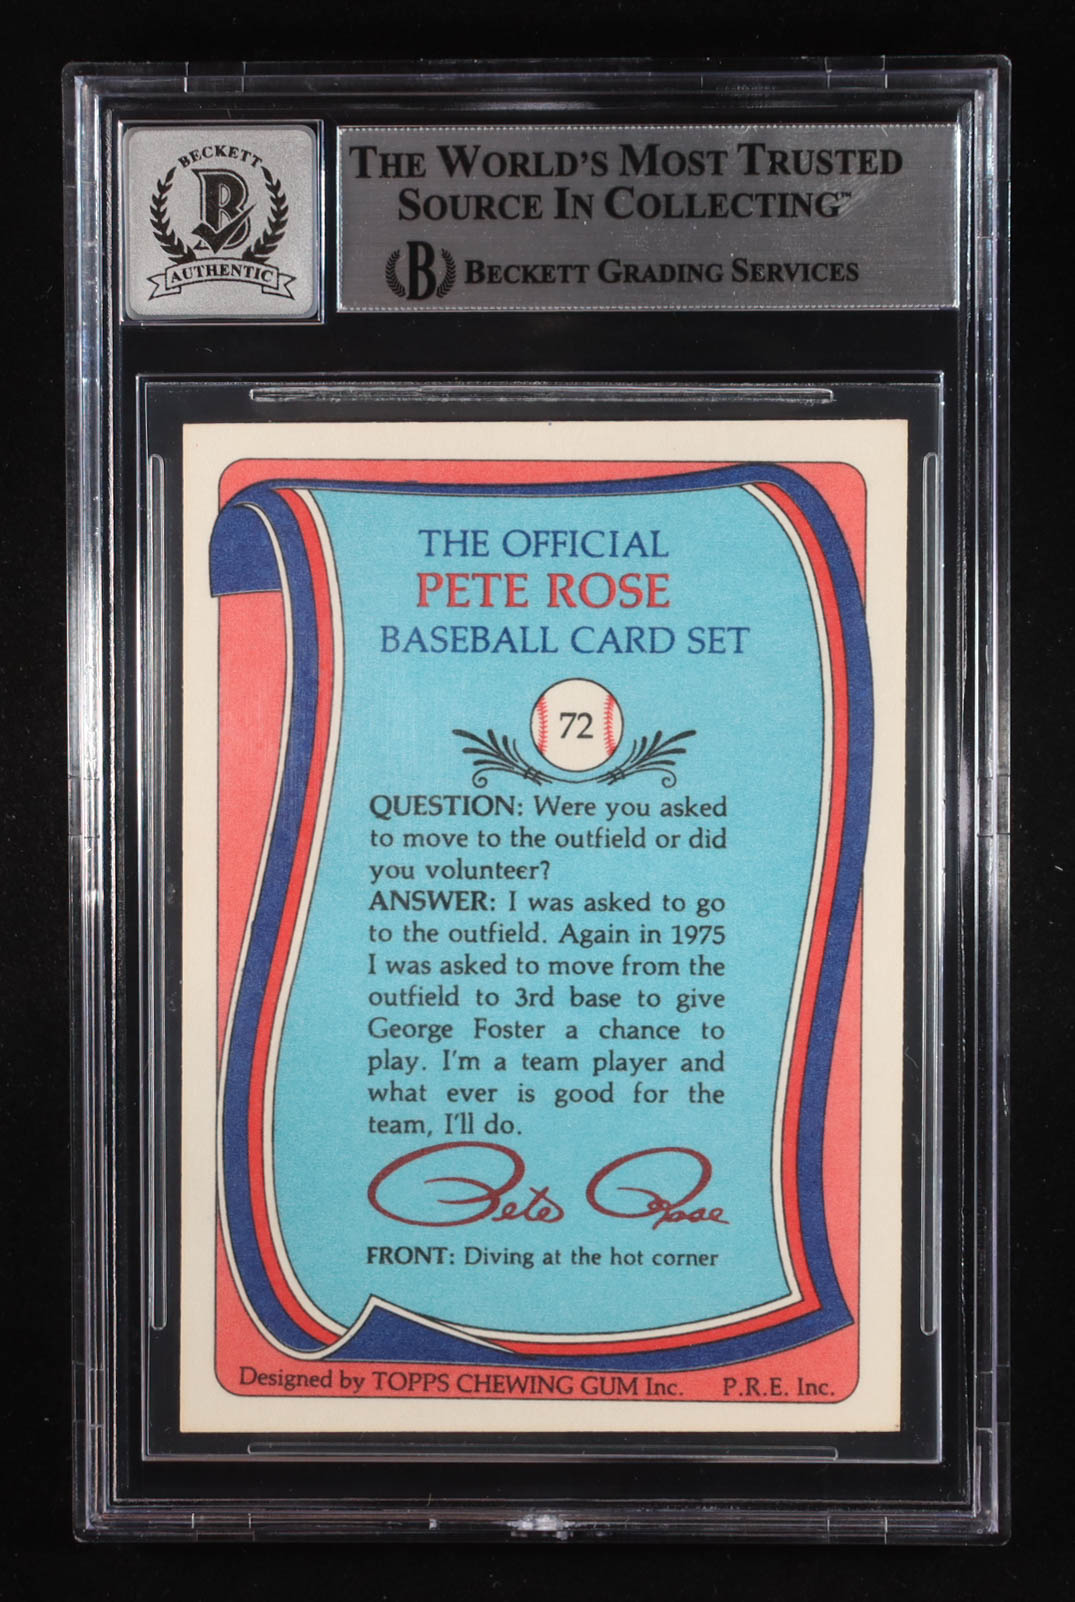 BECKETT
B
AUTHENTIC
THE WORLD'S MOST TRUSTED
SOURCE IN COLLECTING™
B BECKETT GRADING SERVICES
THE OFFICIAL
PETE ROSE
BASEBALL CARD SET
72
QUESTION: Were you asked
to move to the outfield or did
you volunteer?
ANSWER: I was asked to go
to the outfield. Again in 1975
I was asked to move from the
outfield to 3rd base to give
George Foster a chance to
play. I'm a team player and
what ever is good for the
team, I'll do.
Pete Rose
FRONT: Diving at the hot corner
Designed by TOPPS CHEWING GUM Inc. P.R.E. Inc.